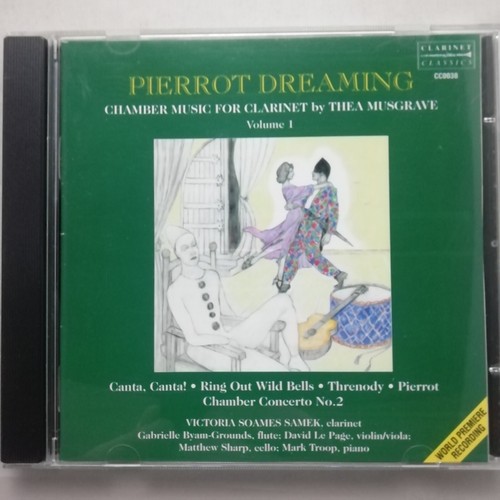 CLARINET
CLASSICS
CC0038
PIERROT DREAMING
CHAMBER MUSIC FOR CLARINET by THEA MUSGRAVE
Volume 1
Canta, Canta! • Ring Out Wild Bells • Threnody • Pierrot
Chamber Concerto No.2
VICTORIA SOAMES SAMEK, clarinet
Gabrielle Byam-Grounds, flute; David Le Page, violin/viola;
Matthew Sharp, cello; Mark Troop, piano
WORLD PREMIERE
RECORDING